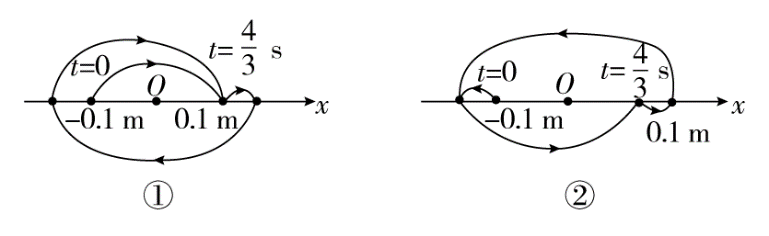 t=0
t= 4/3 s
O
x
−0.1 m
0.1 m
①
t=0
t= 4/3 s
O
x
−0.1 m
0.1 m
②